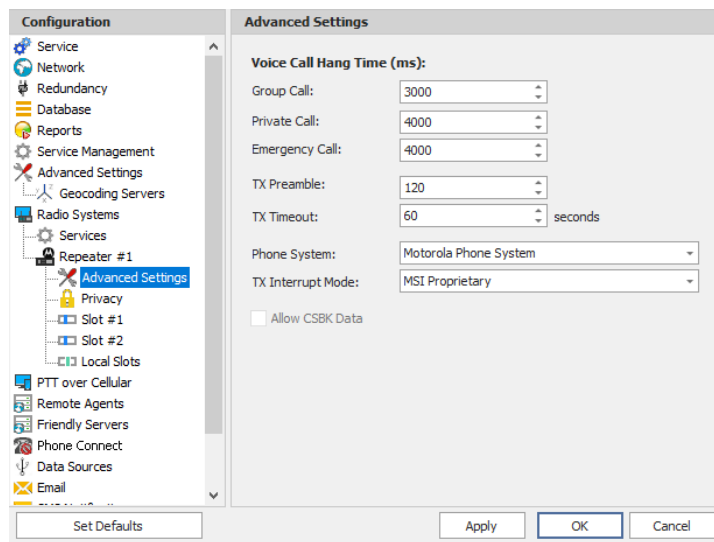 Configuration
Service
Network
Redundancy
Database
Reports
Service Management
Advanced Settings
Geocoding Servers
Radio Systems
Services
Repeater #1
Advanced Settings
Privacy
Slot #1
Slot #2
Local Slots
PTT over Cellular
Remote Agents
Friendly Servers
Phone Connect
Data Sources
Email
Set Defaults
Advanced Settings
Voice Call Hang Time (ms):
Group Call: 3000
Private Call: 4000
Emergency Call: 4000
TX Preamble: 120
TX Timeout: 60 seconds
Phone System: Motorola Phone System
TX Interrupt Mode: MSI Proprietary
Allow CSBK Data
Apply OK Cancel